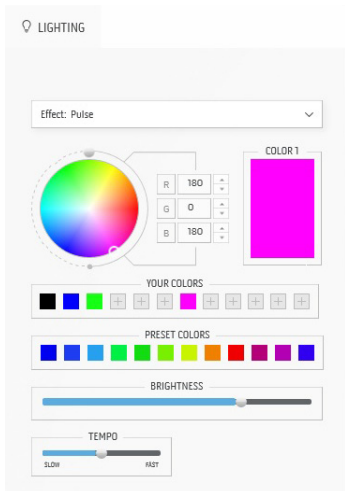 LIGHTING
Effect: Pulse
COLOR 1
R 180
G 0
B 180
YOUR COLORS
PRESET COLORS
BRIGHTNESS
TEMPO
SLOW FAST